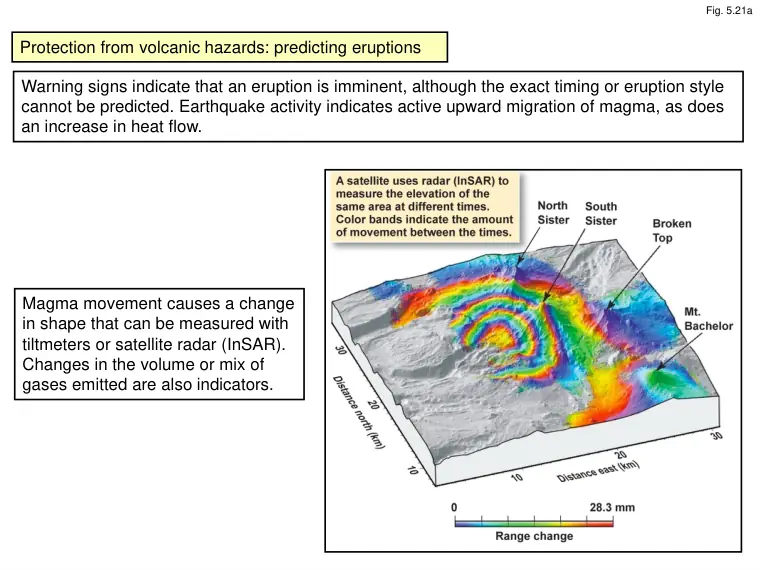 Fig. 5.21a
Protection from volcanic hazards: predicting eruptions
Warning signs indicate that an eruption is imminent, although the exact timing or eruption style
cannot be predicted. Earthquake activity indicates active upward migration of magma, as does
an increase in heat flow.
A satellite uses radar (InSAR) to
measure the elevation of the
same area at different times.
Color bands indicate the amount
of movement between the times.
North
Sister
South
Sister
Broken
Top
Mt.
Bachelor
Magma movement causes a change
in shape that can be measured with
tiltmeters or satellite radar (InSAR).
Changes in the volume or mix of
gases emitted are also indicators.
30
20
10
Distance north (km)
10
20
30
Distance east (km)
0
28.3 mm
Range change